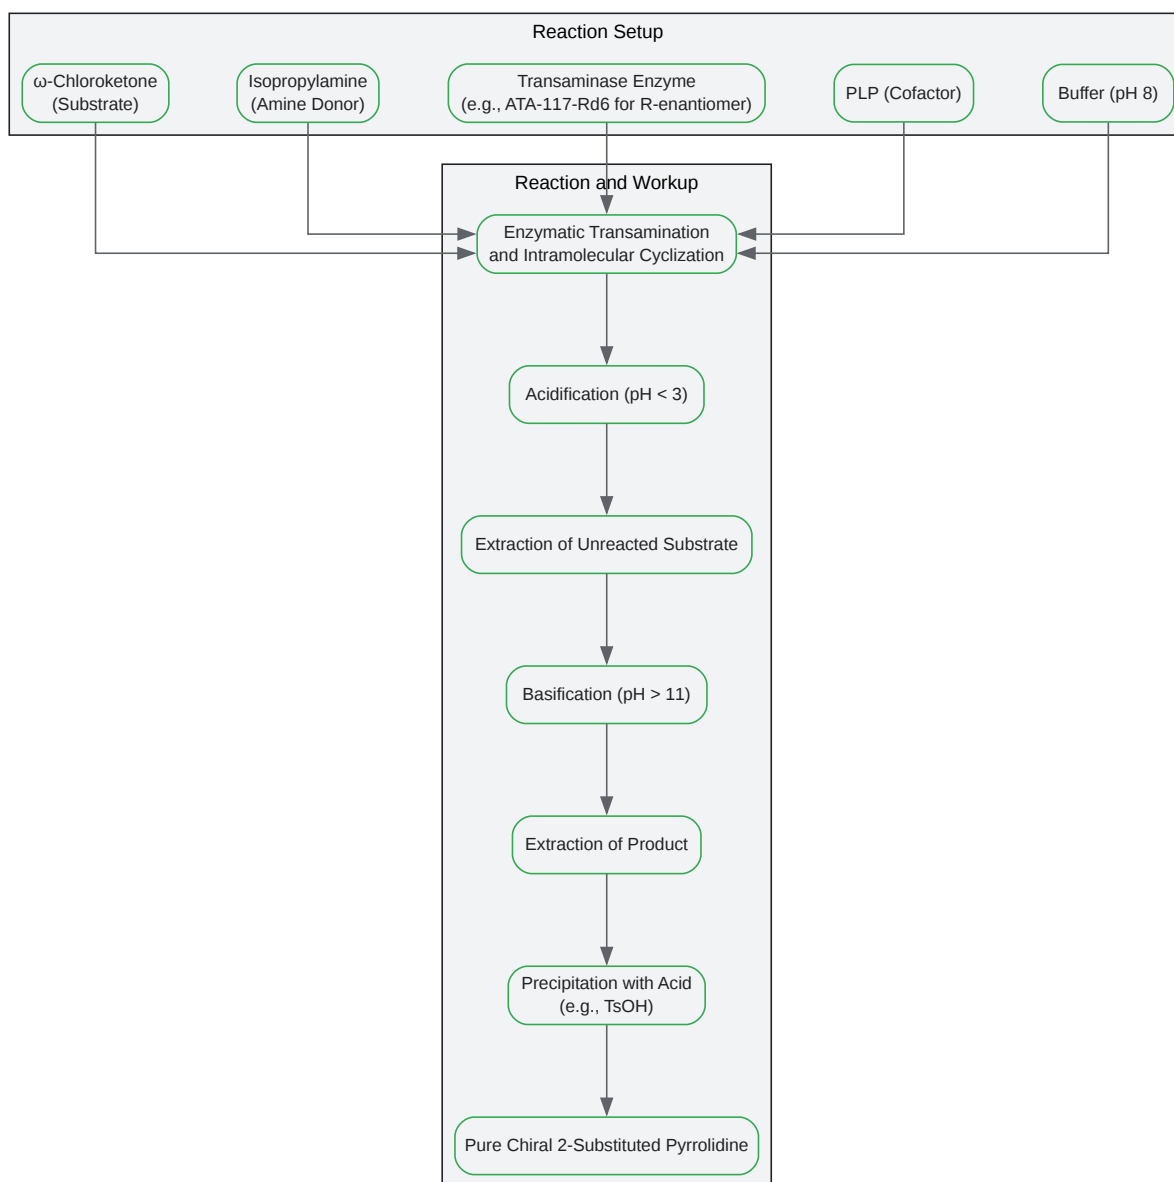 Reaction Setup
ω-Chloroketone
(Substrate)
Isopropylamine
(Amine Donor)
Transaminase Enzyme
(e.g., ATA-117-Rd6 for R-enantiomer)
PLP (Cofactor)
Buffer (pH 8)
Reaction and Workup
Enzymatic Transamination
and Intramolecular Cyclization
Acidification (pH < 3)
Extraction of Unreacted Substrate
Basification (pH > 11)
Extraction of Product
Precipitation with Acid
(e.g., TsOH)
Pure Chiral 2-Substituted Pyrrolidine